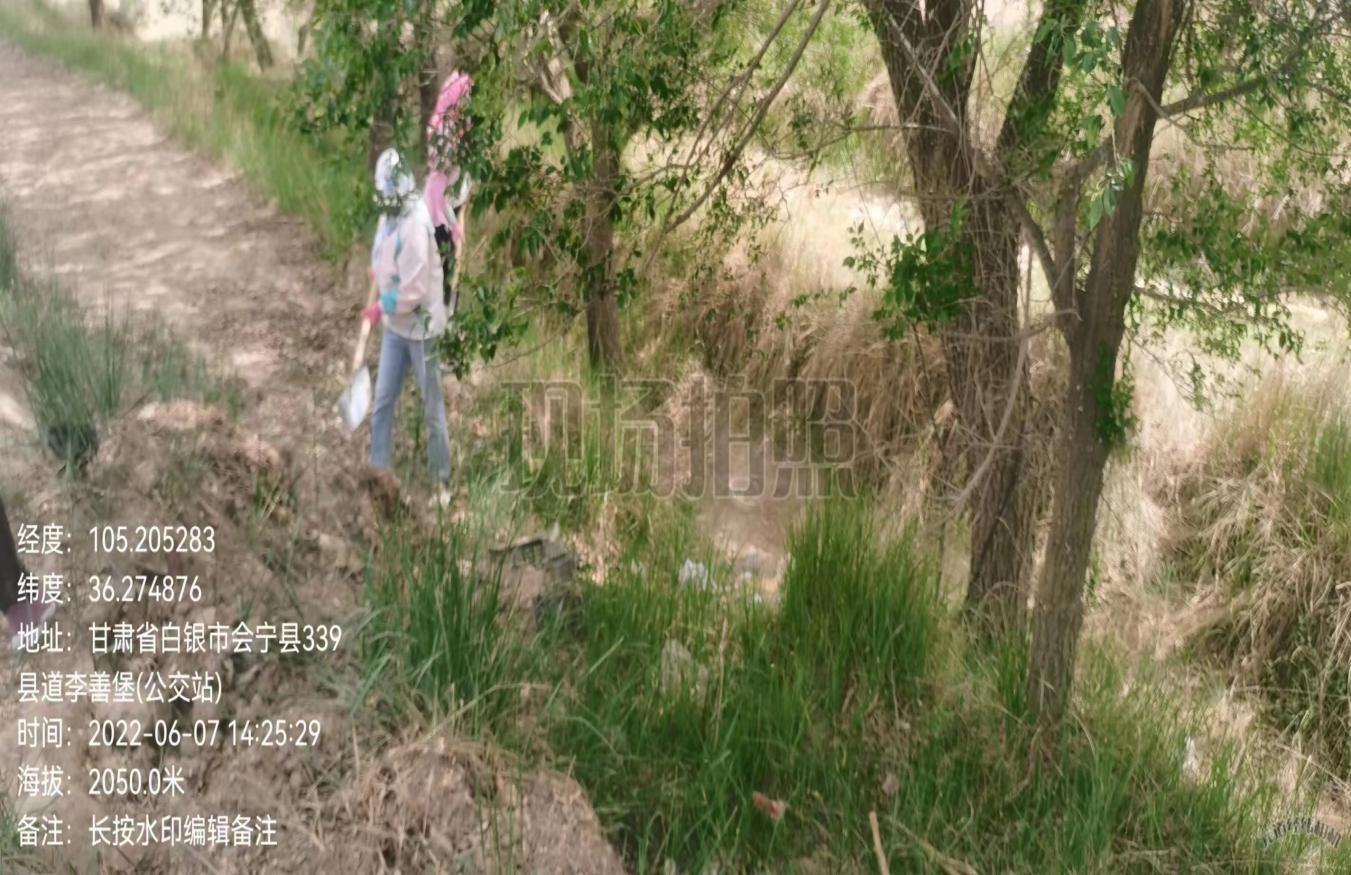 现场拍照
经度：105.205283
纬度：36.274876
地址：甘肃省白银市会宁县339
县道李善堡(公交站)
时间：2022-06-07 14:25:29
海拔：2050.0米
备注：长按水印编辑备注